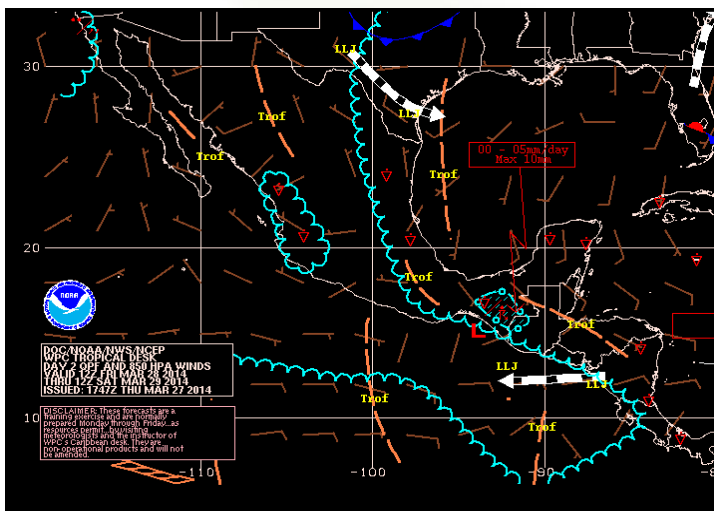 30
LLJ
LLJ
Trof
Trof
Trof
00 - 05mm/day
Max 10mm
Trof
20
Trof
Trof
L
NOAA
DOC/NOAA/NWS/NCEP
WPC TROPICAL DESK
DAY 2 QPF AND 850 HPA WINDS
VALID 12Z FRI MAR 28 2014
THRU 12Z SAT MAR 29 2014
ISSUED: 1747Z THU MAR 27 2014
LLJ
LLJ
Trof
Trof
10
DISCLAIMER: These forecasts are a
training exercise and are normally
prepared Monday through Friday...as
resources permit...by visiting
meteorologists and the instructor of
WPC's Caribbean desk. They are
non-operational products and will not
be amended.
-110
-100
-90